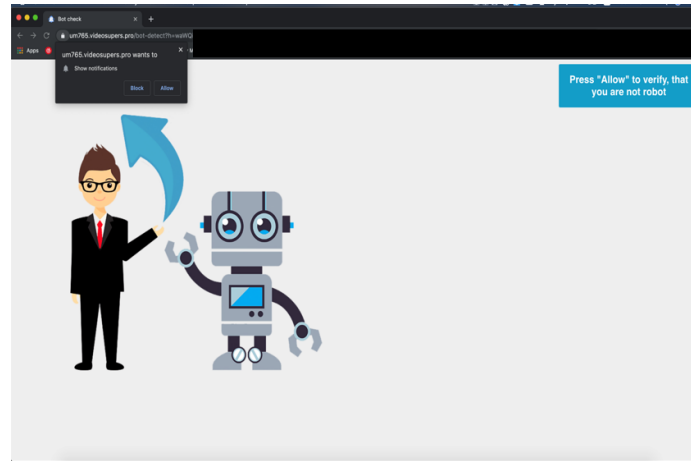 Bot check
um765.videosupers.pro/bot-detect?h=waWQ
Apps
um765.videosupers.pro wants to
Show notifications
Block
Allow
Press "Allow" to verify, that
you are not robot